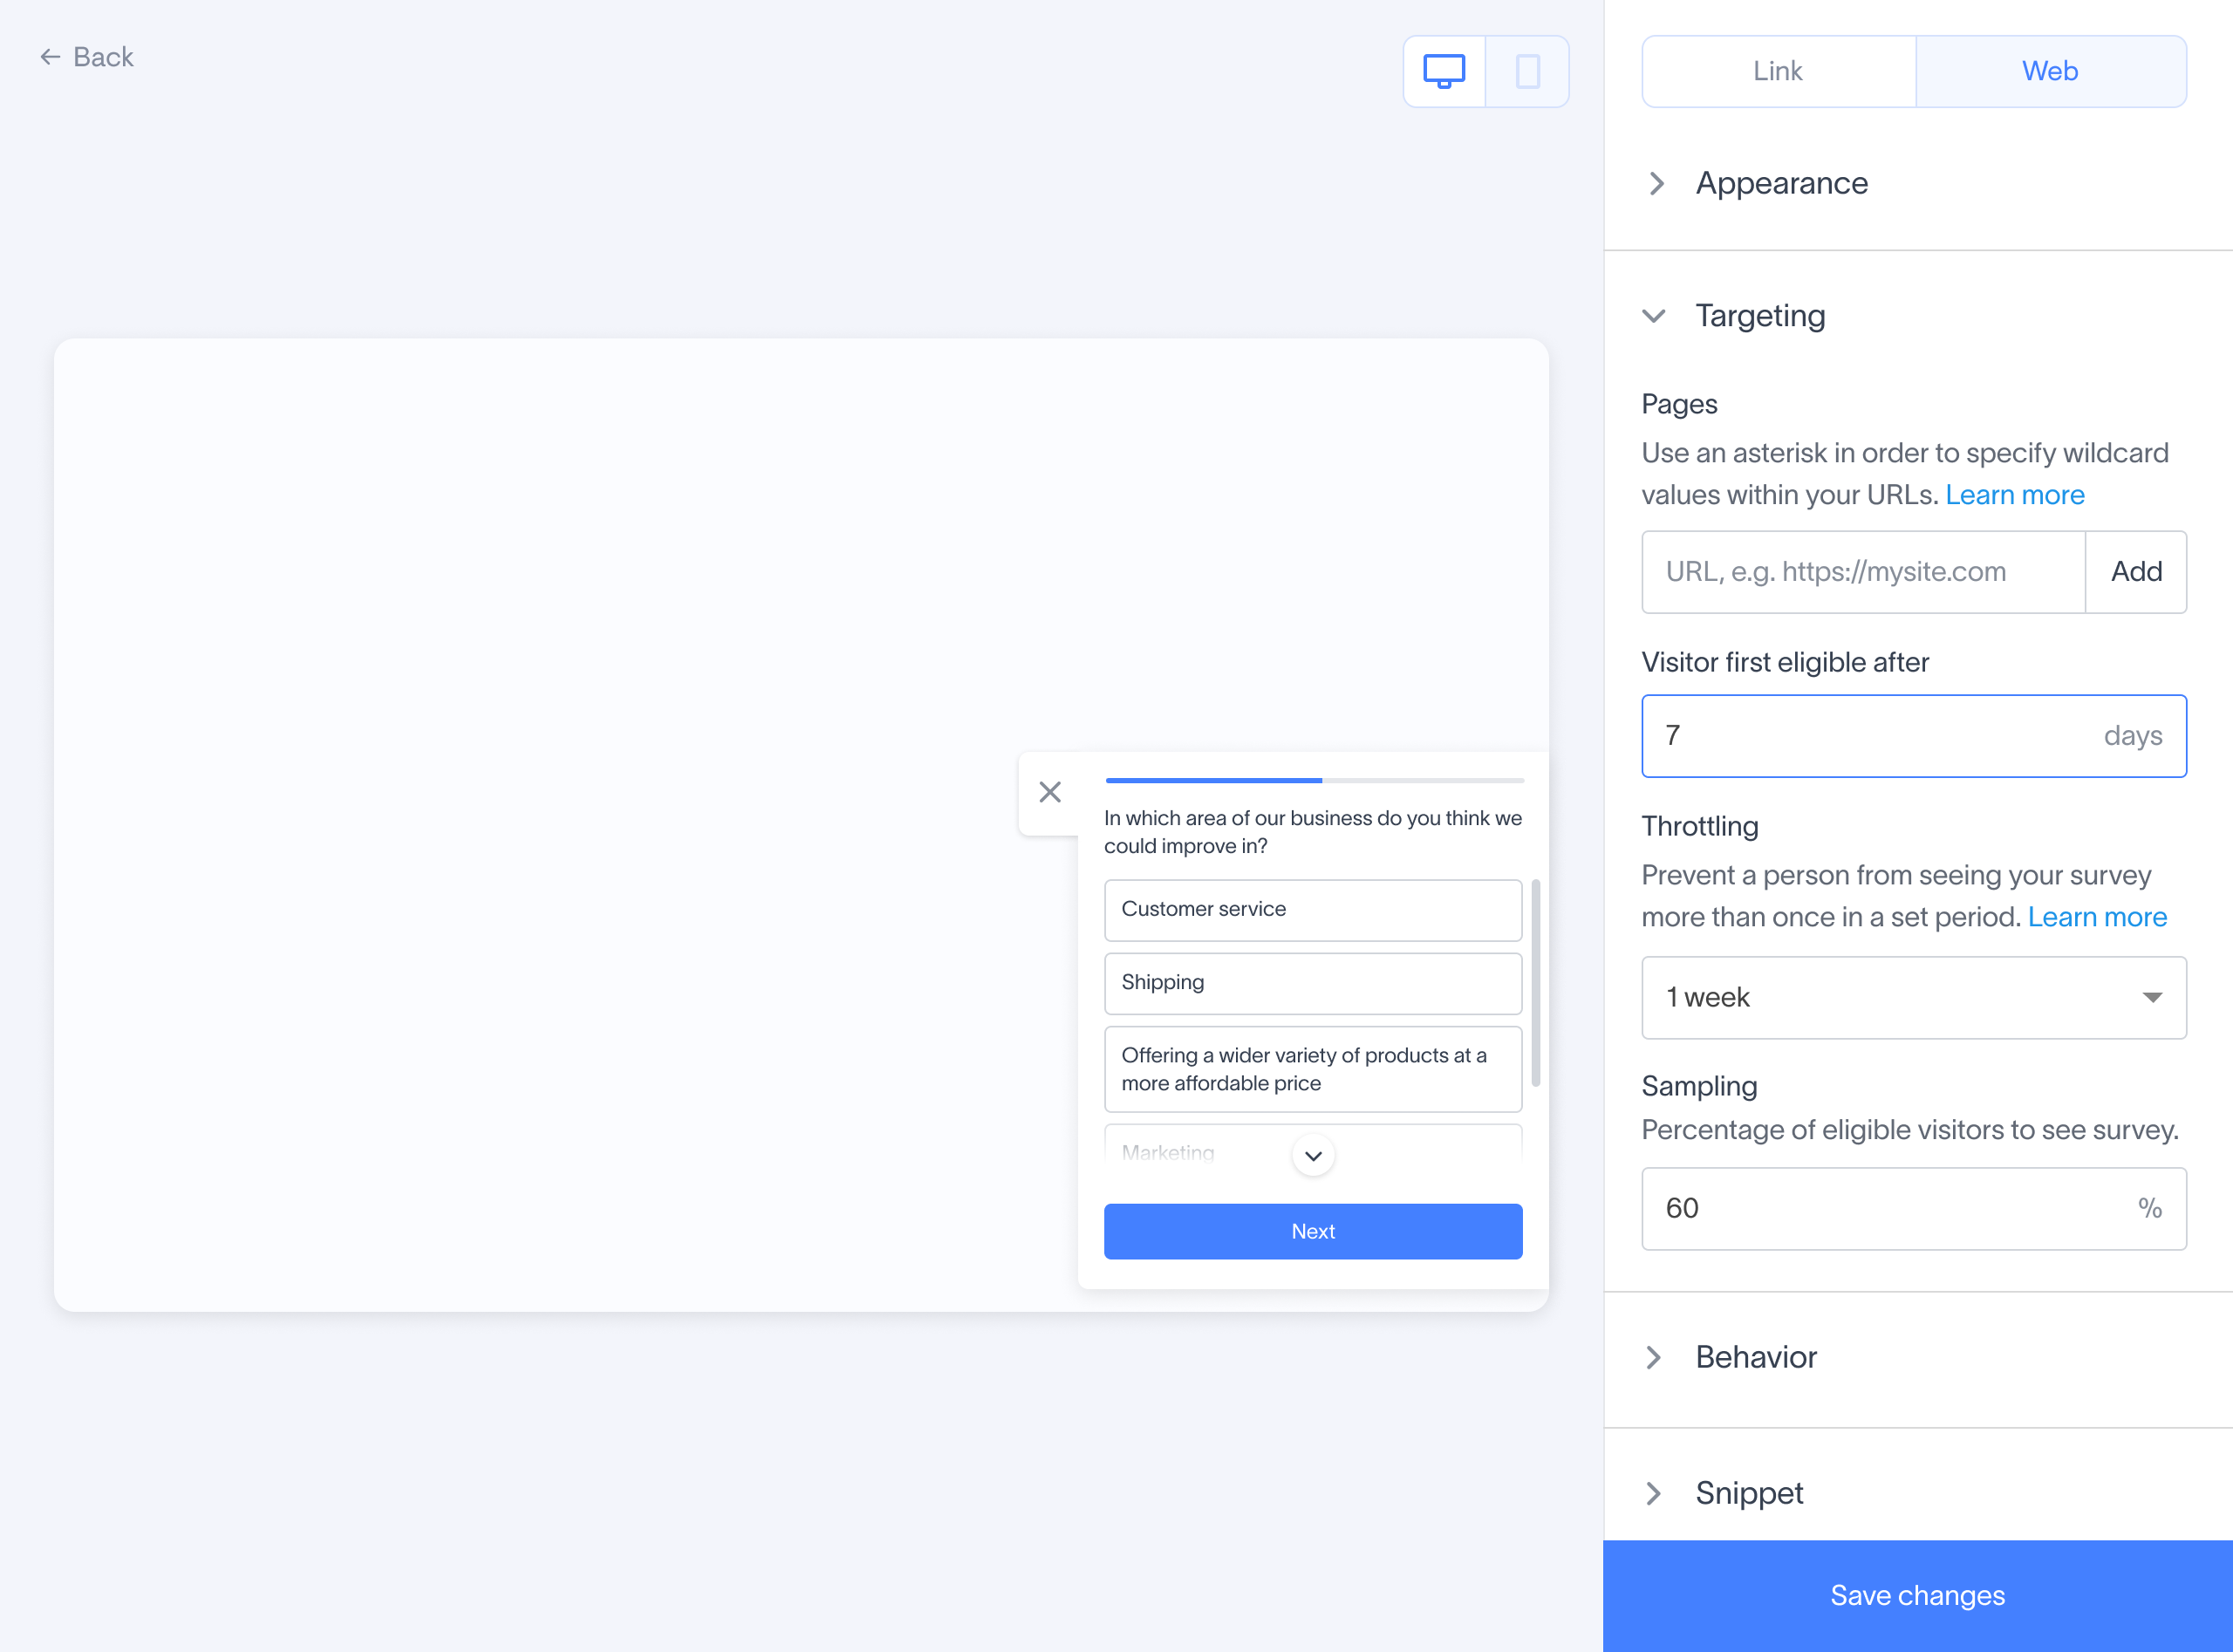 Back
In which area of our business do you think we
could improve in?
Customer service
Shipping
Offering a wider variety of products at a
more affordable price
Marketing
Next
Link
Web
Appearance
Targeting
Pages
Use an asterisk in order to specify wildcard
values within your URLs. Learn more
URL, e.g. https://mysite.com
Add
Visitor first eligible after
7 days
Throttling
Prevent a person from seeing your survey
more than once in a set period. Learn more
1 week
Sampling
Percentage of eligible visitors to see survey.
60 %
Behavior
Snippet
Save changes